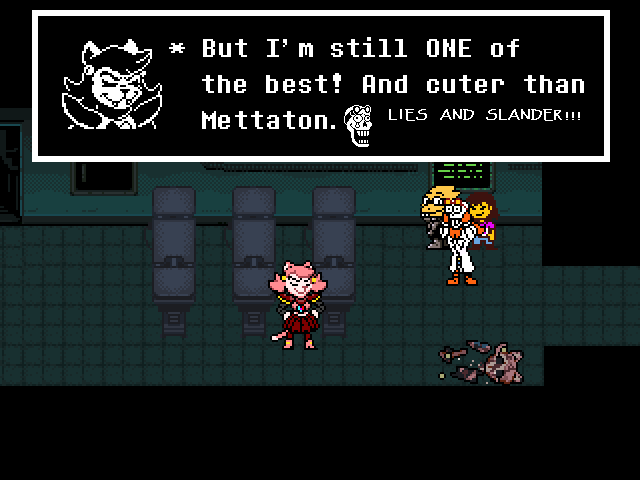 * But I'm still ONE of
the best! And cuter than
Mettaton. LIES AND SLANDER!!!